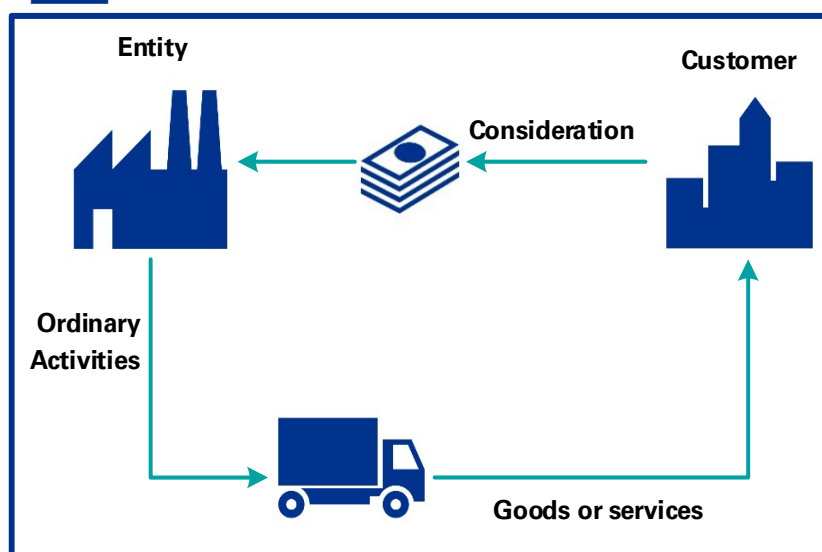 Entity
Customer
Consideration
Ordinary
Activities
Goods or services